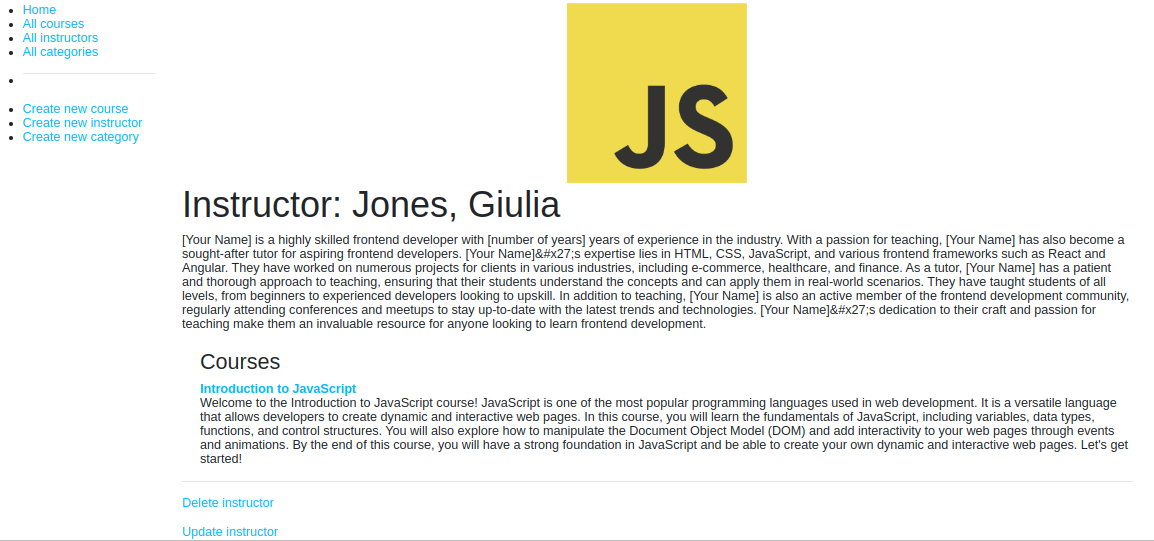 Home
All courses
All instructors
All categories
Create new course
Create new instructor
Create new category
JS
Instructor: Jones, Giulia
[Your Name] is a highly skilled frontend developer with [number of years] years of experience in the industry. With a passion for teaching, [Your Name] has also become a
sought-after tutor for aspiring frontend developers. [Your Name]&#x27;s expertise lies in HTML, CSS, JavaScript, and various frontend frameworks such as React and
Angular. They have worked on numerous projects for clients in various industries, including e-commerce, healthcare, and finance. As a tutor, [Your Name] has a patient
and thorough approach to teaching, ensuring that their students understand the concepts and can apply them in real-world scenarios. They have taught students of all
levels, from beginners to experienced developers looking to upskill. In addition to teaching, [Your Name] is also an active member of the frontend development community,
regularly attending conferences and meetups to stay up-to-date with the latest trends and technologies. [Your Name]&#x27;s dedication to their craft and passion for
teaching make them an invaluable resource for anyone looking to learn frontend development.
Courses
Introduction to JavaScript
Welcome to the Introduction to JavaScript course! JavaScript is one of the most popular programming languages used in web development. It is a versatile language
that allows developers to create dynamic and interactive web pages. In this course, you will learn the fundamentals of JavaScript, including variables, data types,
functions, and control structures. You will also explore how to manipulate the Document Object Model (DOM) and add interactivity to your web pages through events
and animations. By the end of this course, you will have a strong foundation in JavaScript and be able to create your own dynamic and interactive web pages. Let's get
started!
Delete instructor
Update instructor